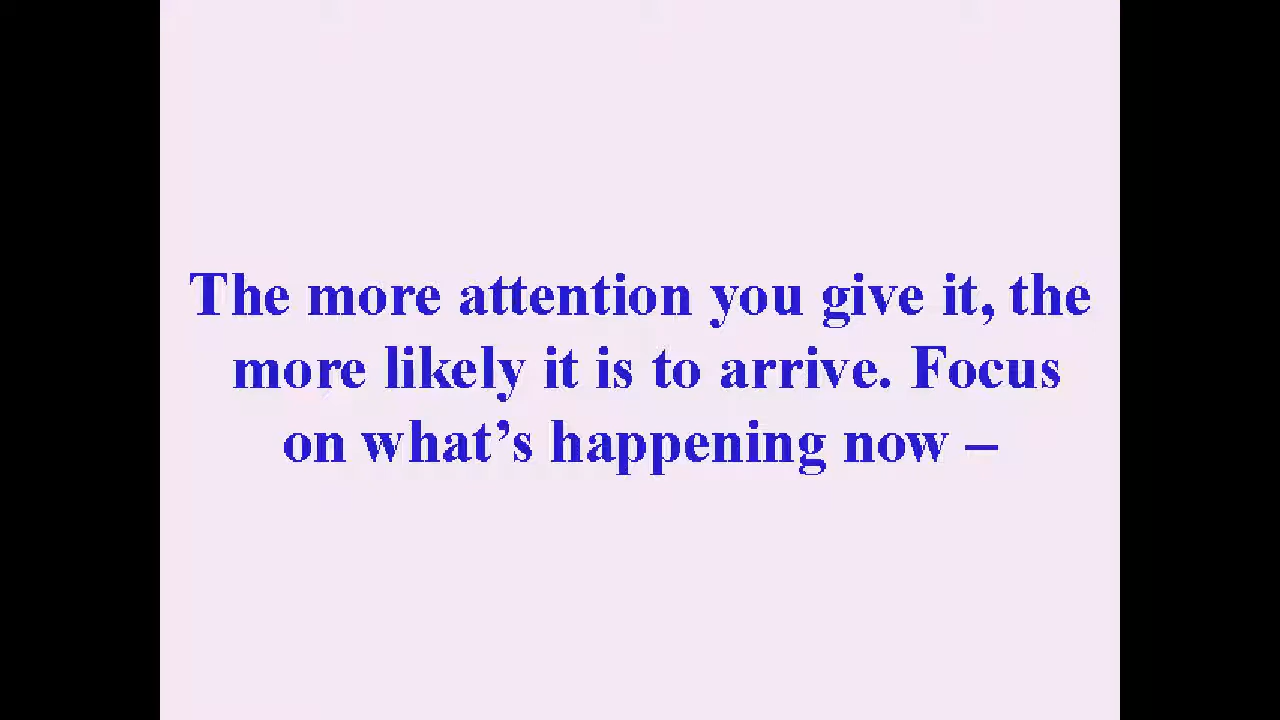 The more attention you give it, the
more likely it is to arrive. Focus
on what’s happening now –